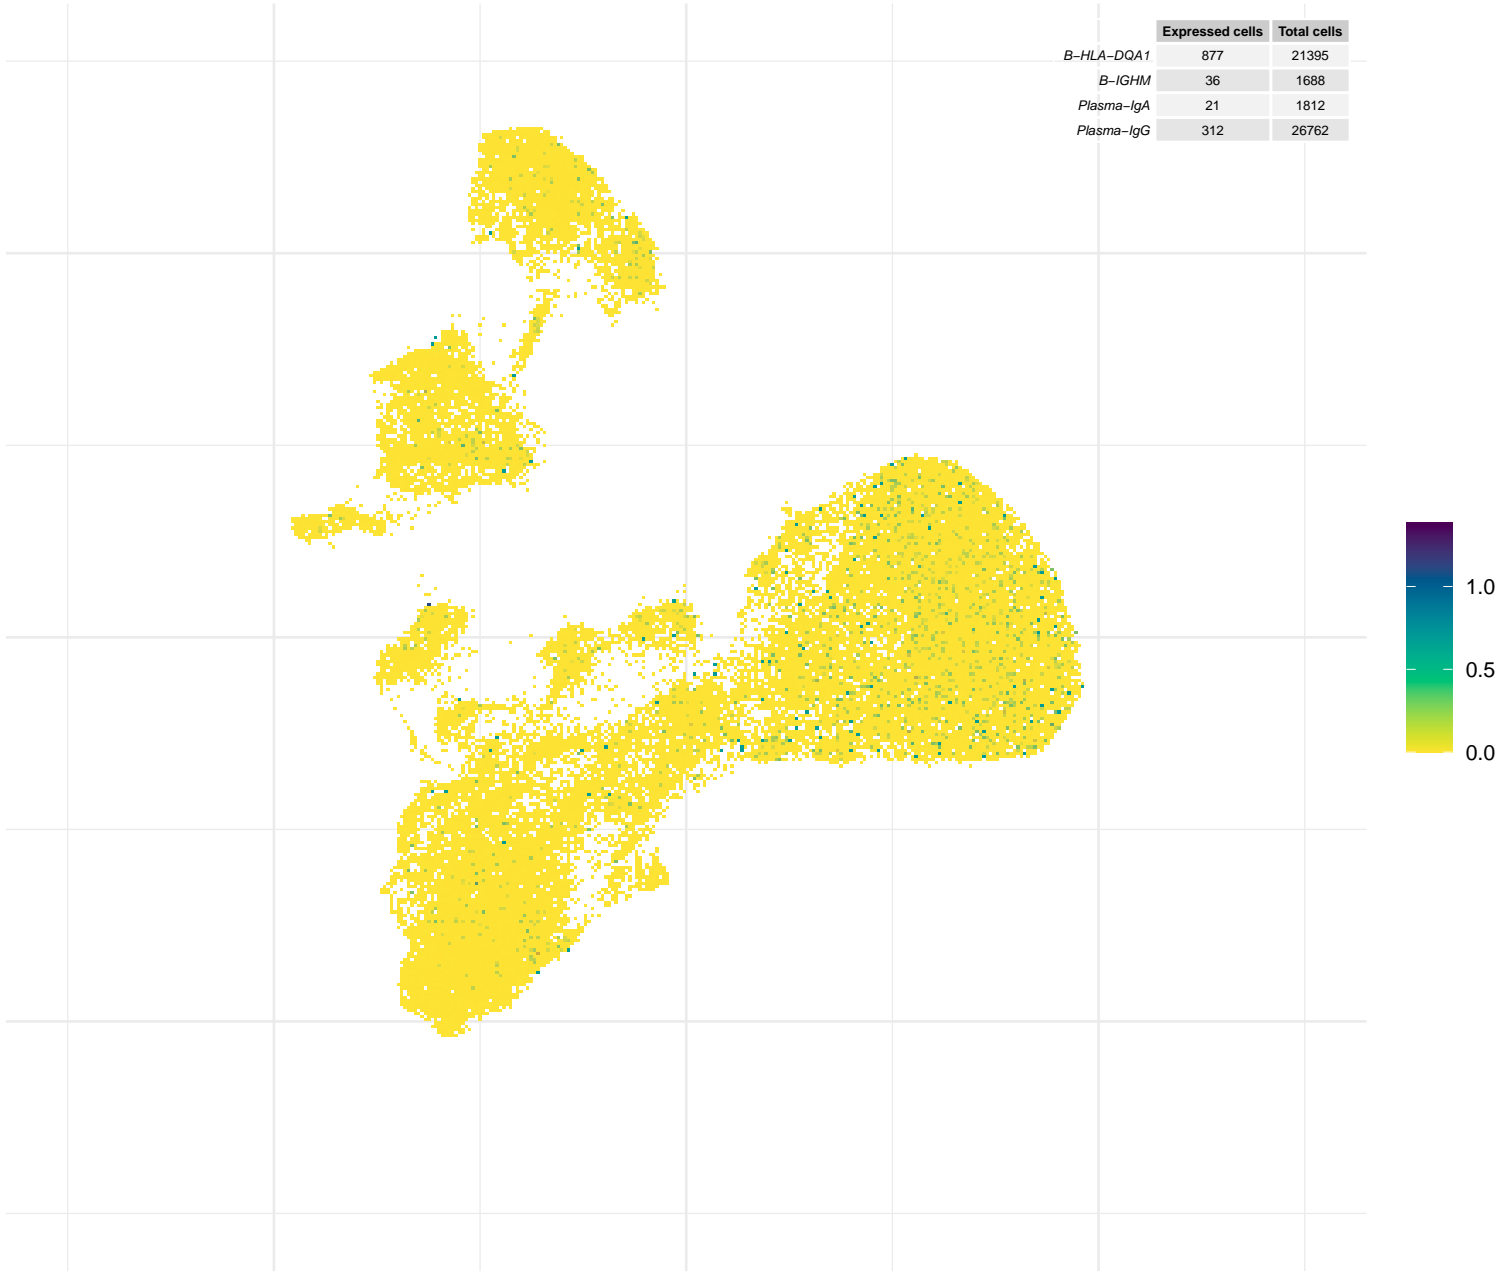 Expressed cells Total cells
B−HLA−DQA1 877 21395
B−IGHM 36 1688
Plasma−IgA 21 1812
Plasma−IgG 312 26762
1.0
0.5
0.0